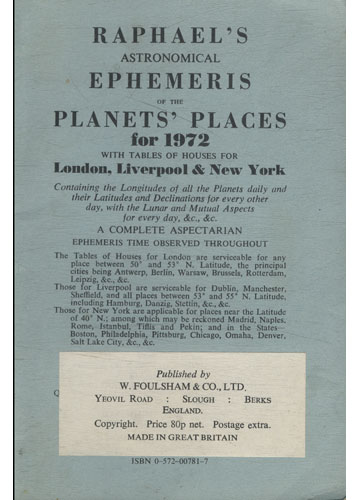 RAPHAEL'S
ASTRONOMICAL
EPHEMERIS
OF THE
PLANETS' PLACES
for 1972
WITH TABLES OF HOUSES FOR
London, Liverpool & New York
Containing the Longitudes of all the Planets daily and
their Latitudes and Declinations for every other
day, with the Lunar and Mutual Aspects
for every day, &c., &c.
A COMPLETE ASPECTARIAN
EPHEMERIS TIME OBSERVED THROUGHOUT
The Tables of Houses for London are serviceable for any
place between 50° and 53° N. Latitude, the principal
cities being Antwerp, Berlin, Warsaw, Brussels, Rotterdam,
Leipzig, &c., &c.
Those for Liverpool are serviceable for Dublin, Manchester,
Sheffield, and all places between 53° and 55° N. Latitude,
including Hamburg, Danzig, Stettin, &c., &c.
Those for New York are applicable for places near the Latitude
of 40° N.; among which may be reckoned Madrid, Naples,
Rome, Istanbul, Tiflis and Pekin; and in the States—
Boston, Philadelphia, Pittsburg, Chicago, Omaha, Denver,
Salt Lake City, &c., &c.
Published by
W. FOULSHAM & CO., LTD.
YEOVIL ROAD : SLOUGH : BERKS
ENGLAND.
Copyright. Price 80p net. Postage extra.
MADE IN GREAT BRITAIN
ISBN 0-572-00781-7